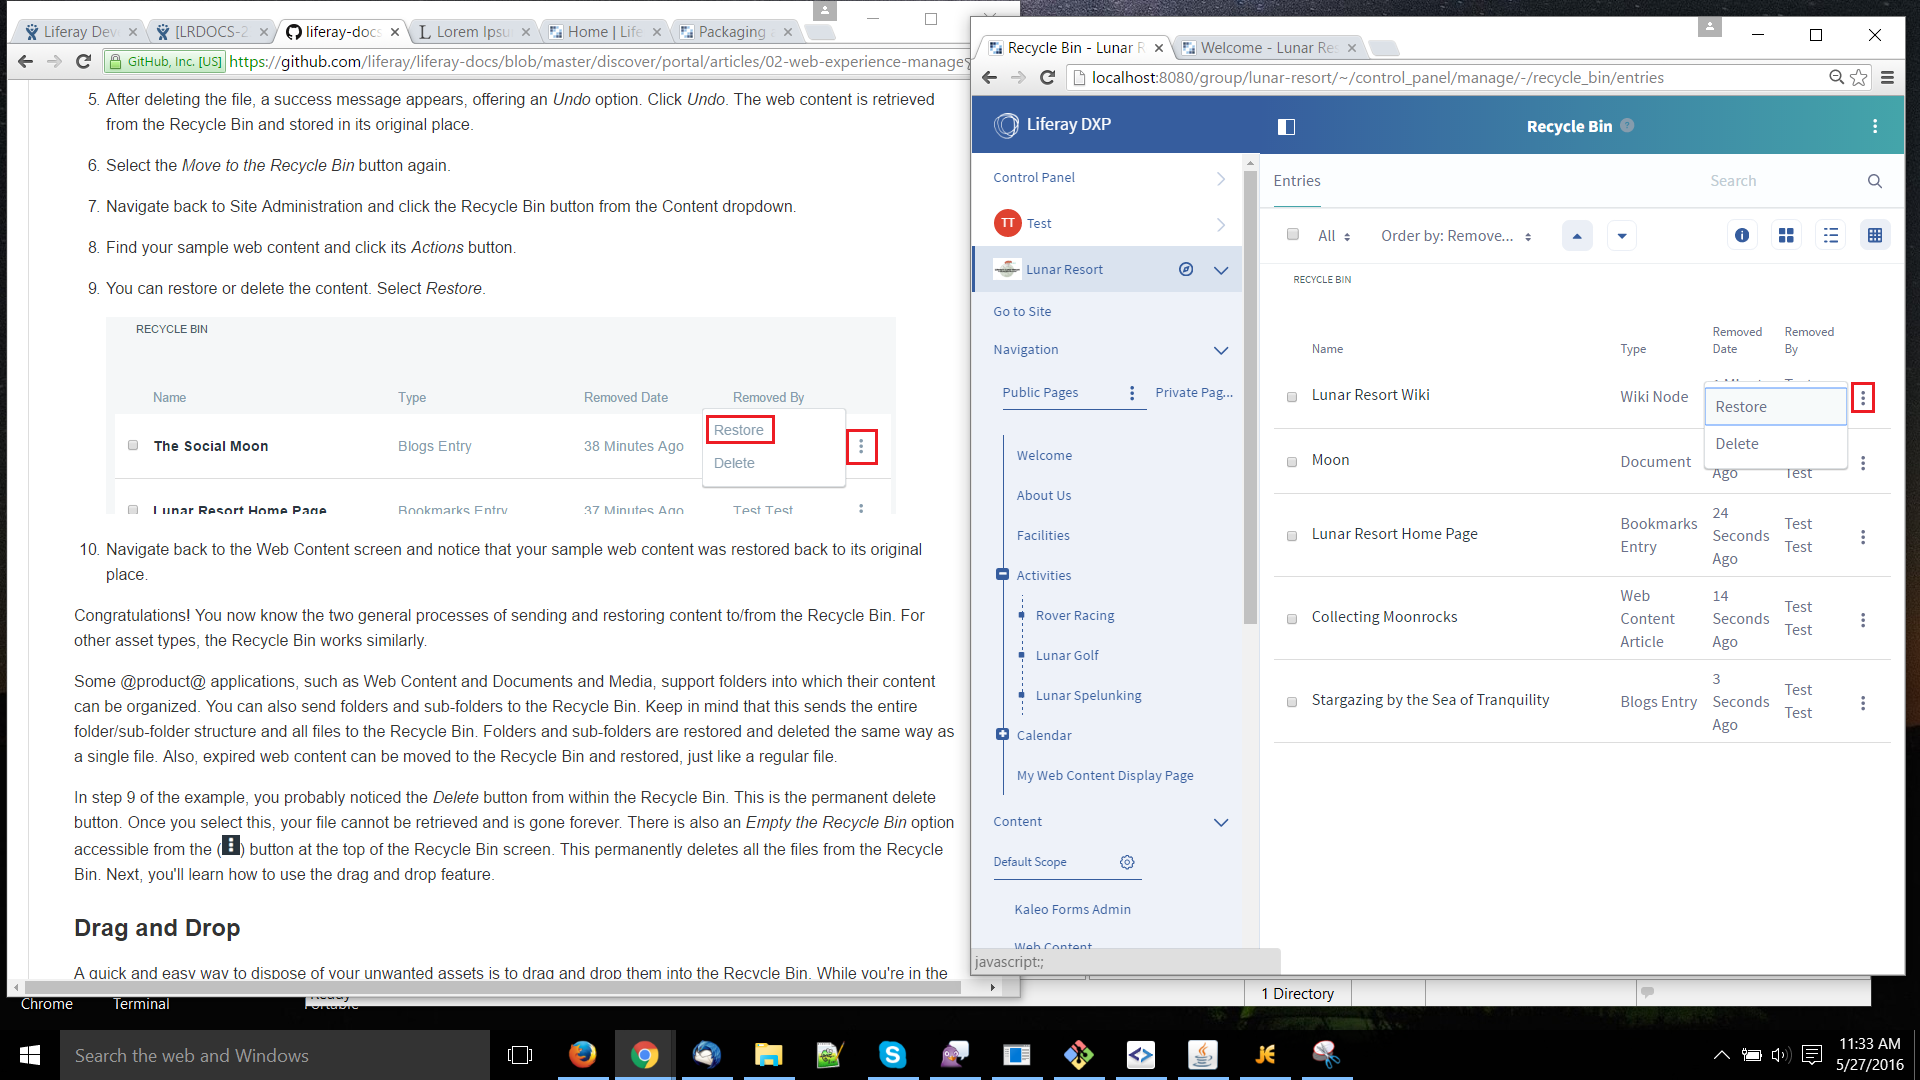 Liferay Dev
[LRDOCS-2
liferay-docs
Lorem Ipsu
Home | Life
Packaging
GitHub, Inc. [US]
https://github.com/liferay/liferay-docs/blob/master/discover/portal/articles/02-web-experience-manage
5. After deleting the file, a success message appears, offering an Undo option. Click Undo. The web content is retrieved
from the Recycle Bin and stored in its original place.
6. Select the Move to the Recycle Bin button again.
7. Navigate back to Site Administration and click the Recycle Bin button from the Content dropdown.
8. Find your sample web content and click its Actions button.
9. You can restore or delete the content. Select Restore.
RECYCLE BIN
Name Type Removed Date Removed By
The Social Moon Blogs Entry 38 Minutes Ago
Restore
Delete
Lunar Resort Home Page Bookmarks Entry 37 Minutes Ago Test Test
10. Navigate back to the Web Content screen and notice that your sample web content was restored back to its original
place.
Congratulations! You now know the two general processes of sending and restoring content to/from the Recycle Bin. For
other asset types, the Recycle Bin works similarly.
Some @product@ applications, such as Web Content and Documents and Media, support folders into which their content
can be organized. You can also send folders and sub-folders to the Recycle Bin. Keep in mind that this sends the entire
folder/sub-folder structure and all files to the Recycle Bin. Folders and sub-folders are restored and deleted the same way as
a single file. Also, expired web content can be moved to the Recycle Bin and restored, just like a regular file.
In step 9 of the example, you probably noticed the Delete button from within the Recycle Bin. This is the permanent delete
button. Once you select this, your file cannot be retrieved and is gone forever. There is also an Empty the Recycle Bin option
accessible from the ( ) button at the top of the Recycle Bin screen. This permanently deletes all the files from the Recycle
Bin. Next, you'll learn how to use the drag and drop feature.
Drag and Drop
A quick and easy way to dispose of your unwanted assets is to drag and drop them into the Recycle Bin. While you're in the
Recycle Bin - Lunar R
Welcome - Lunar Res
localhost:8080/group/lunar-resort/~/control_panel/manage/-/recycle_bin/entries
Liferay DXP
Recycle Bin ?
Control Panel
TT Test
Lunar Resort
Go to Site
Navigation
Public Pages
Private Pag...
Welcome
About Us
Facilities
Activities
Rover Racing
Lunar Golf
Lunar Spelunking
Calendar
My Web Content Display Page
Content
Default Scope
Kaleo Forms Admin
Web Content
javascript:;
Entries
Search
All
Order by: Remove...
RECYCLE BIN
Name
Type
Removed
Date
Removed
By
Lunar Resort Wiki
Wiki Node
Restore
Delete
Moon
Document
Ago
Test
Lunar Resort Home Page
Bookmarks
Entry
24
Seconds
Ago
Test
Test
Collecting Moonrocks
Web
Content
Article
14
Seconds
Ago
Test
Test
Stargazing by the Sea of Tranquility
Blogs Entry
3
Seconds
Ago
Test
Test
Chrome
Terminal
Ready
Portable
1 Directory
Search the web and Windows
11:33 AM
5/27/2016